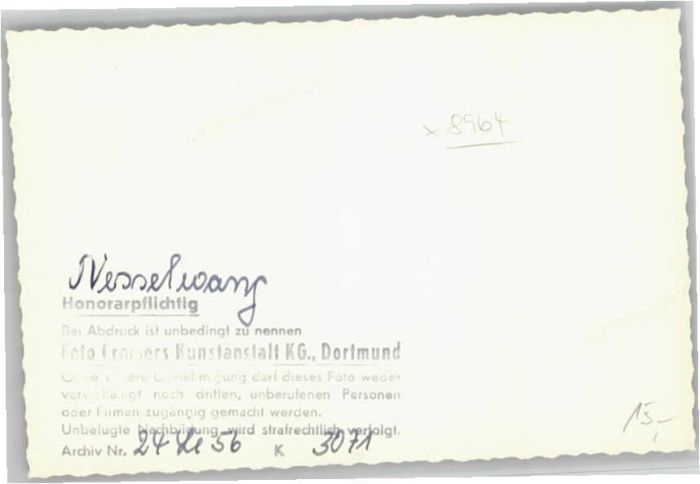 x 8964
Nesselwang
Honorarpflichtig
Bei Abdruck ist unbedingt zu nennen
Foto Cramers Kunstanstalt KG., Dortmund
Ohne unsere Genehmigung darf dieses Foto weder
vervielfältigt noch dritten, unberufenen Personen
oder Firmen zugängig gemacht werden.
Unbefugte Nachbildung wird strafrechtlich verfolgt.
Archiv Nr. 24 Le 56 K 3071
15,-